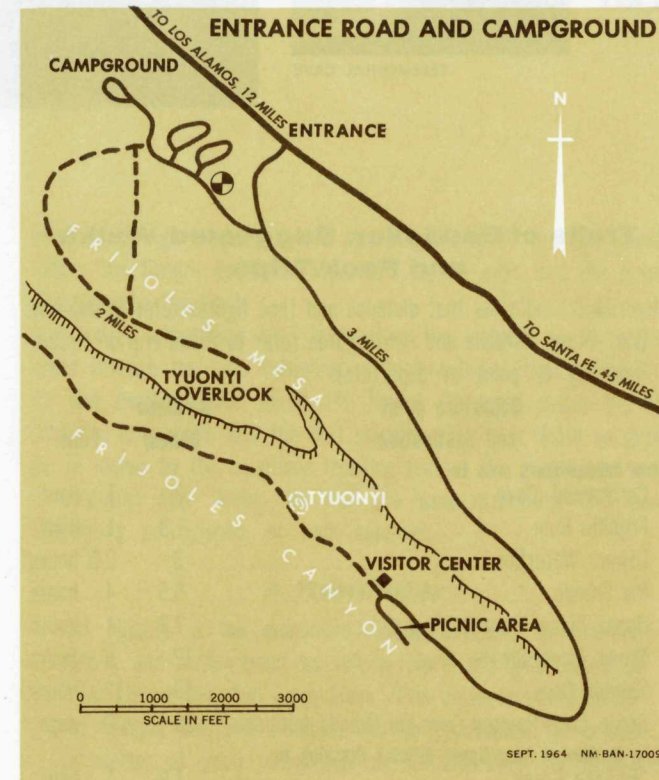 ENTRANCE ROAD AND CAMPGROUND
TO LOS ALAMOS, 12 MILES
CAMPGROUND
ENTRANCE
N
FRIJOLES MESA
2 MILES
3 MILES
TO SANTA FE, 45 MILES
TYUONYI
OVERLOOK
FRIJOLES CANYON
TYUONYI
VISITOR CENTER
PICNIC AREA
0 1000 2000 3000
SCALE IN FEET
SEPT. 1964 NM-BAN-17009